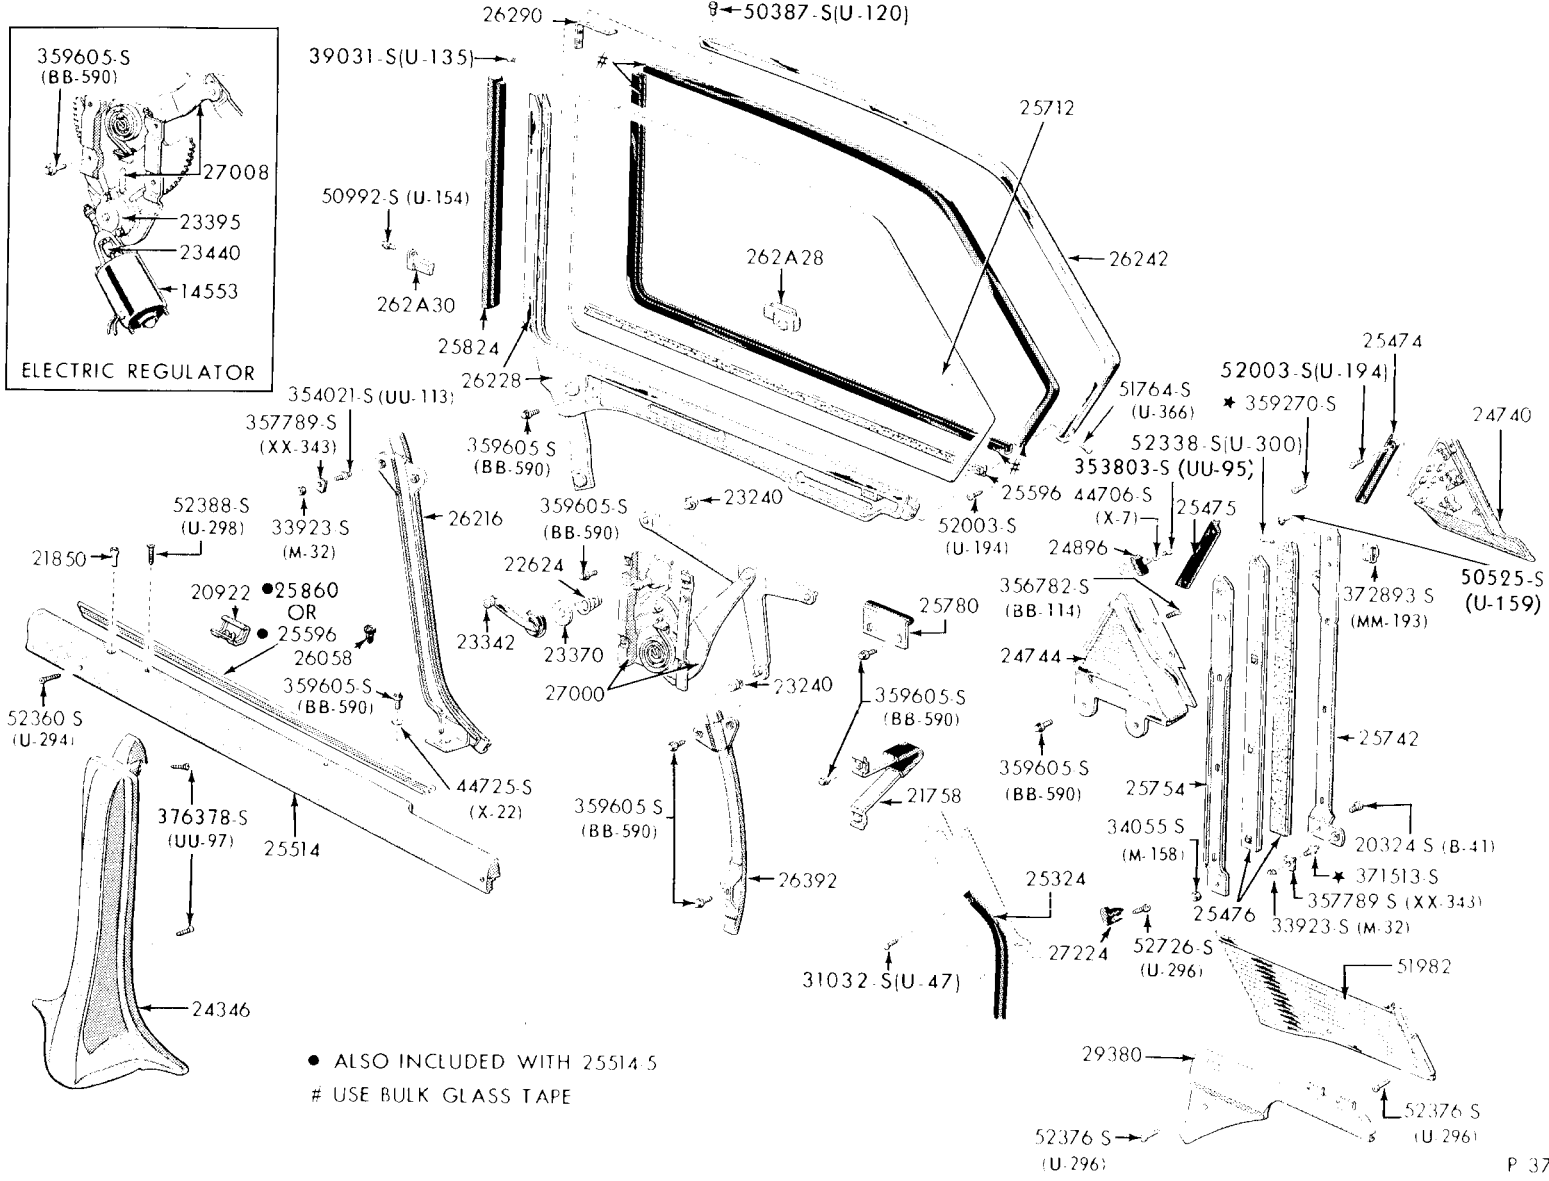 26290
50387-S(U-120)
359605-S
(BB-590)
39031-S(U-135)
#
25712
27008
23395
23440
14553
ELECTRIC REGULATOR
50992-S (U-154)
262A30
25824
26228
262A28
26242
354021-S (UU-113)
357789-S
(XX-343)
33923-S
(M-32)
52388-S
(U-298)
21850
20922
●25860
OR
● 25596
26058
359605-S
(BB-590)
52360 S
(U-294)
26216
359605 S
(BB-590)
359605-S
(BB-590)
23240
22624
23342
23370
27000
23240
25596
#
52003-S
(U-194)
51764-S
(U-366)
52338-S(U-300)
353803-S (UU-95)
44706-S
(X-7)
25475
24896
356782-S
(BB-114)
24744
52003-S(U-194)
★ 359270-S
25474
24740
50525-S
(U-159)
372893 S
(MM-193)
25780
359605-S
(BB-590)
21758
359605 S
(BB-590)
25742
25754
34055 S
(M-158)
20324 S (B-41)
★ 371513-S
357789 S (XX-343)
33923-S (M-32)
25476
44725-S
(X-22)
376378-S
(UU-97)
25514
359605 S
(BB-590)
26392
25324
31032-S(U-47)
27224
52726-S
(U-296)
51982
24346
29380
52376 S
(U-296)
52376 S
(U-296)
● ALSO INCLUDED WITH 25514-5
# USE BULK GLASS TAPE
P 37